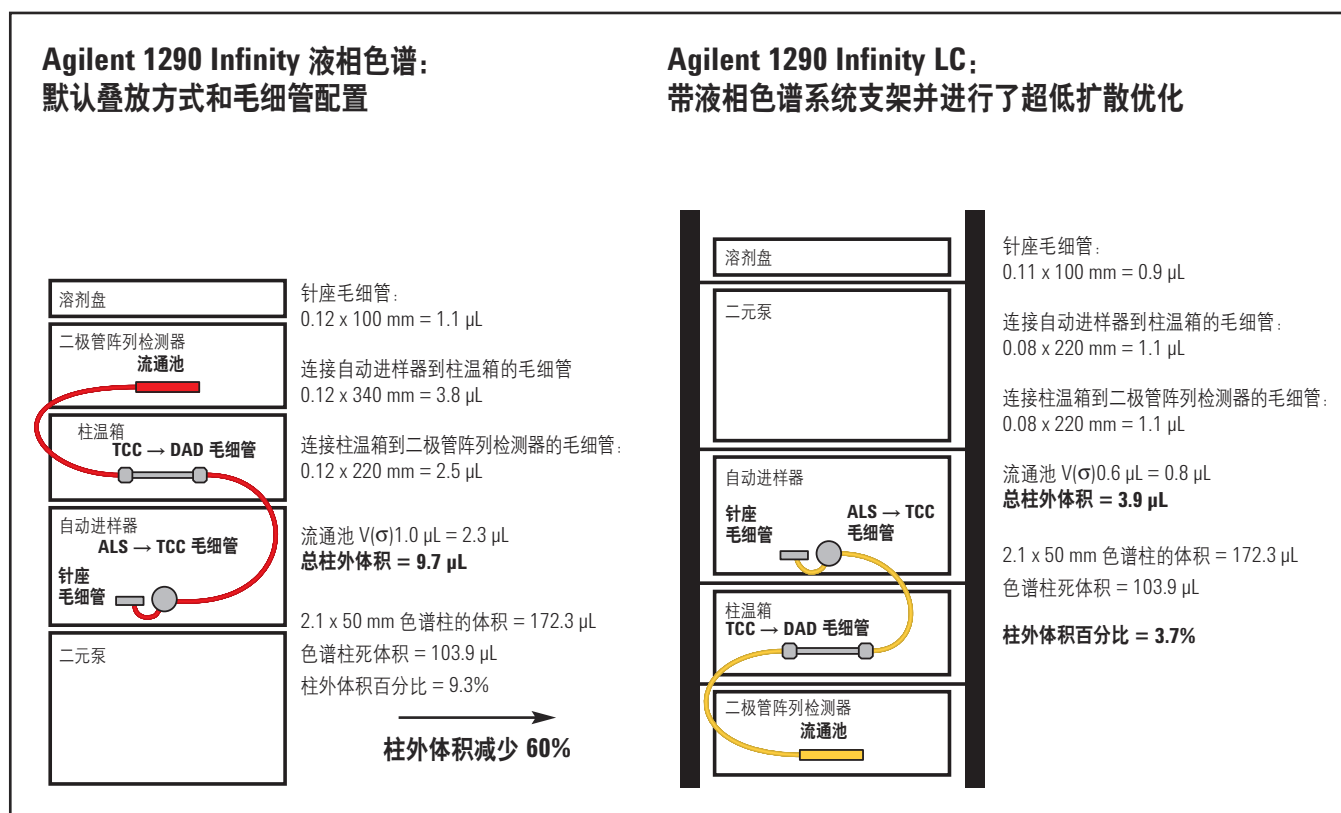 Agilent 1290 Infinity 液相色谱：
默认叠放方式和毛细管配置
溶剂盘
二极管阵列检测器
流通池
柱温箱
TCC → DAD 毛细管
自动进样器
ALS → TCC 毛细管
针座
毛细管
二元泵
针座毛细管：
0.12 x 100 mm = 1.1 µL
连接自动进样器到柱温箱的毛细管
0.12 x 340 mm = 3.8 µL
连接柱温箱到二极管阵列检测器的毛细管：
0.12 x 220 mm = 2.5 µL
流通池 V(σ)1.0 µL = 2.3 µL
总柱外体积 = 9.7 µL
2.1 x 50 mm 色谱柱的体积 = 172.3 µL
色谱柱死体积 = 103.9 µL
柱外体积百分比 = 9.3%
柱外体积减少 60%
Agilent 1290 Infinity LC：
带液相色谱系统支架并进行了超低扩散优化
溶剂盘
二元泵
自动进样器
针座
毛细管
ALS → TCC
毛细管
柱温箱
TCC → DAD 毛细管
二极管阵列检测器
流通池
针座毛细管：
0.11 x 100 mm = 0.9 µL
连接自动进样器到柱温箱的毛细管：
0.08 x 220 mm = 1.1 µL
连接柱温箱到二极管阵列检测器的毛细管：
0.08 x 220 mm = 1.1 µL
流通池 V(σ)0.6 µL = 0.8 µL
总柱外体积 = 3.9 µL
2.1 x 50 mm 色谱柱的体积 = 172.3 µL
色谱柱死体积 = 103.9 µL
柱外体积百分比 = 3.7%